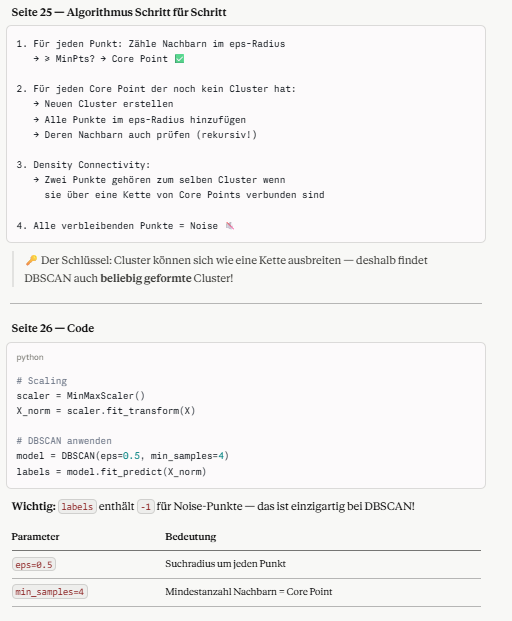 Seite 25 — Algorithmus Schritt für Schritt
1. Für jeden Punkt: Zähle Nachbarn im eps-Radius
→ ≥ MinPts? → Core Point ✅
2. Für jeden Core Point der noch kein Cluster hat:
→ Neuen Cluster erstellen
→ Alle Punkte im eps-Radius hinzufügen
→ Deren Nachbarn auch prüfen (rekursiv!)
3. Density Connectivity:
→ Zwei Punkte gehören zum selben Cluster wenn
sie über eine Kette von Core Points verbunden sind
4. Alle verbleibenden Punkte = Noise 🔕
🔑 Der Schlüssel: Cluster können sich wie eine Kette ausbreiten — deshalb findet
DBSCAN auch beliebig geformte Cluster!
Seite 26 — Code
python
# Scaling
scaler = MinMaxScaler()
X_norm = scaler.fit_transform(X)
# DBSCAN anwenden
model = DBSCAN(eps=0.5, min_samples=4)
labels = model.fit_predict(X_norm)
Wichtig: labels enthält -1 für Noise-Punkte — das ist einzigartig bei DBSCAN!
Parameter Bedeutung
eps=0.5 Suchradius um jeden Punkt
min_samples=4 Mindestanzahl Nachbarn = Core Point